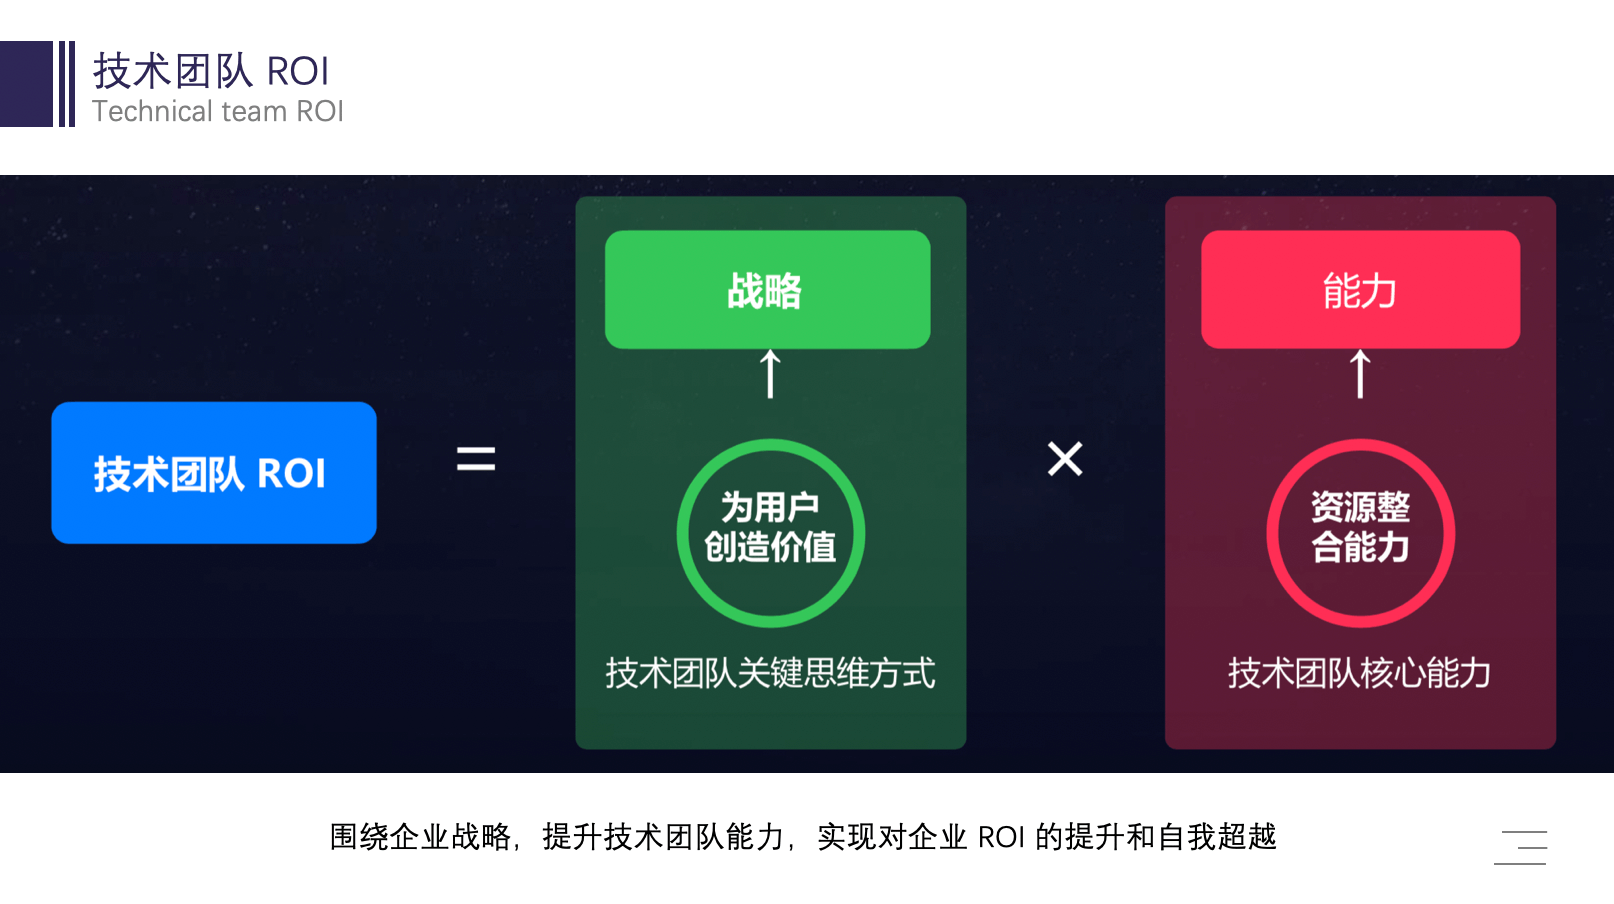 技术团队 ROI
Technical team ROI
技术团队 ROI
=
战略
↑
为用户
创造价值
技术团队关键思维方式
×
能力
↑
资源整
合能力
技术团队核心能力
围绕企业战略，提升技术团队能力，实现对企业 ROI 的提升和自我超越